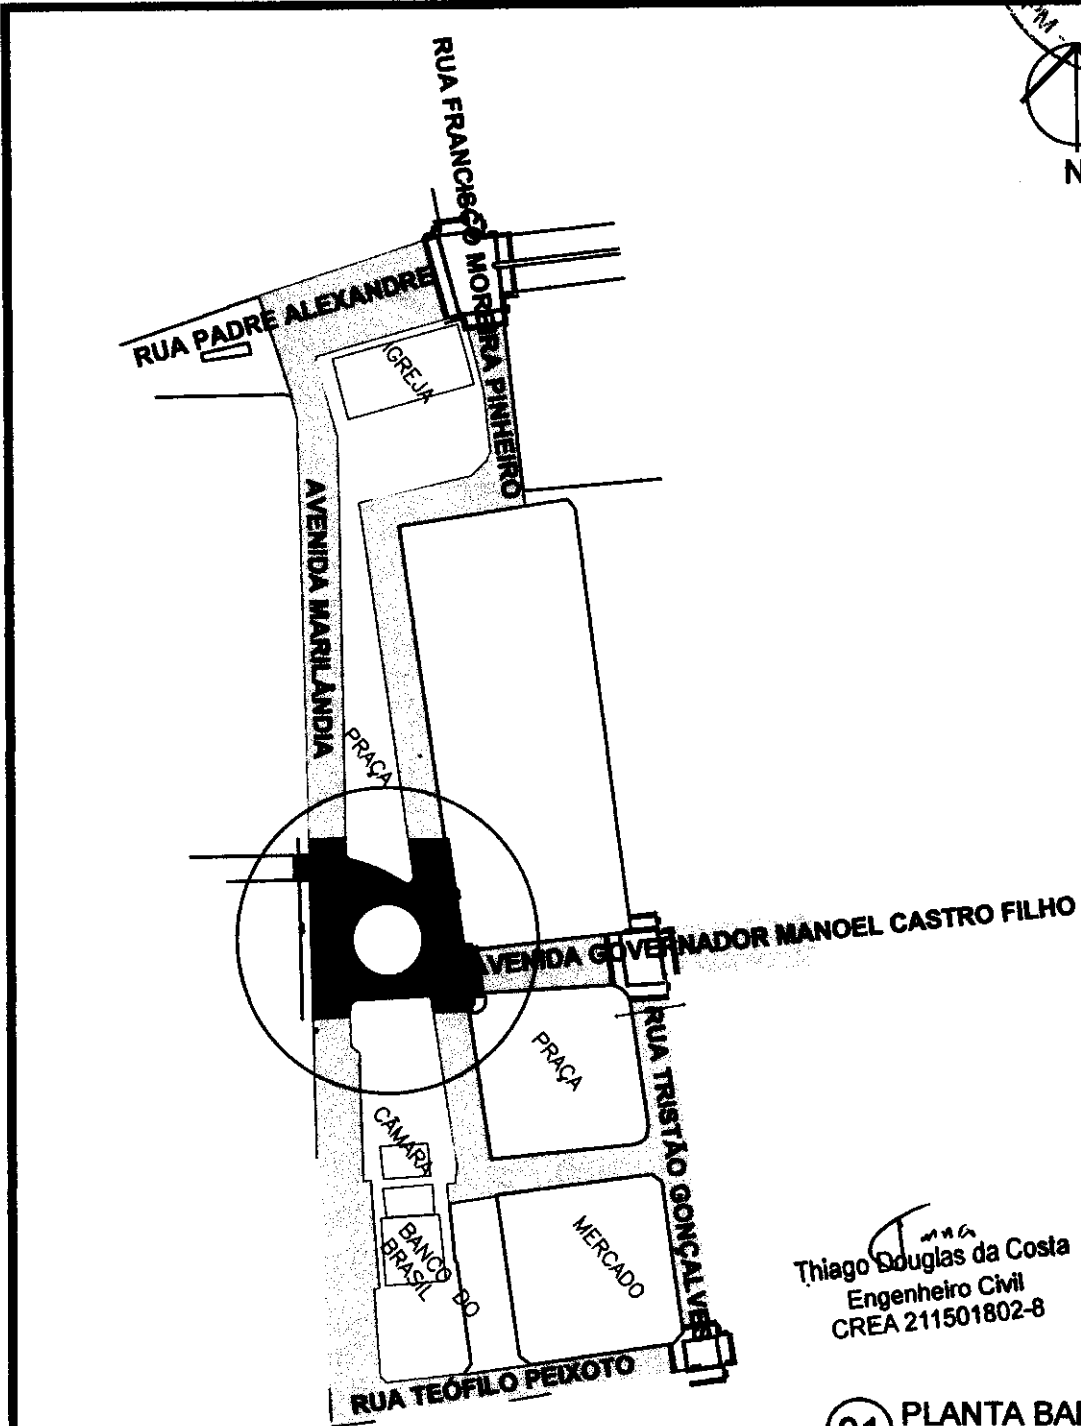 RUA FRANCISCO MOREIRA PINHEIRO
N
RUA PADRE ALEXANDRE
IGREJA
AVENIDA MARILÂNDIA
PRAÇA
AVENIDA GOVERNADOR MANOEL CASTRO FILHO
PRAÇA
RUA TRISTÃO GONÇALVES
CÂMARA
BANCO DO
BRASIL
MERCADO
Thiago Douglas da Costa
Engenheiro Civil
CREA 211501802-8
RUA TEÓFILO PEIXOTO
01 PLANTA